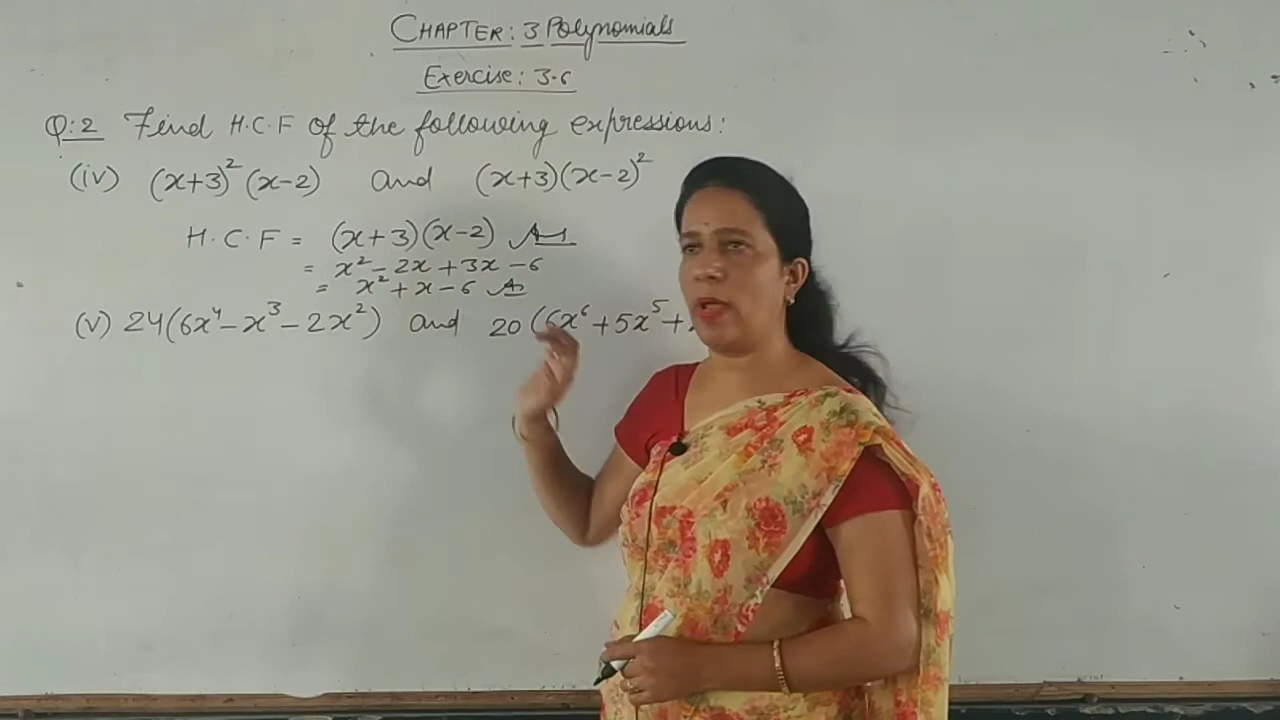 CHAPTER: 3 Polynomials
Exercise: 3.6
Q:2 Find H.C.F of the following expressions:
(iv) (x+3)² (x-2) and (x+3)(x-2)²
H.C.F = (x+3)(x-2) Ans
= x² - 2x + 3x - 6
= x² + x - 6 A
(v) 24(6x⁴ - x³ - 2x²) and 20 (6x⁶ + 5x⁵ +